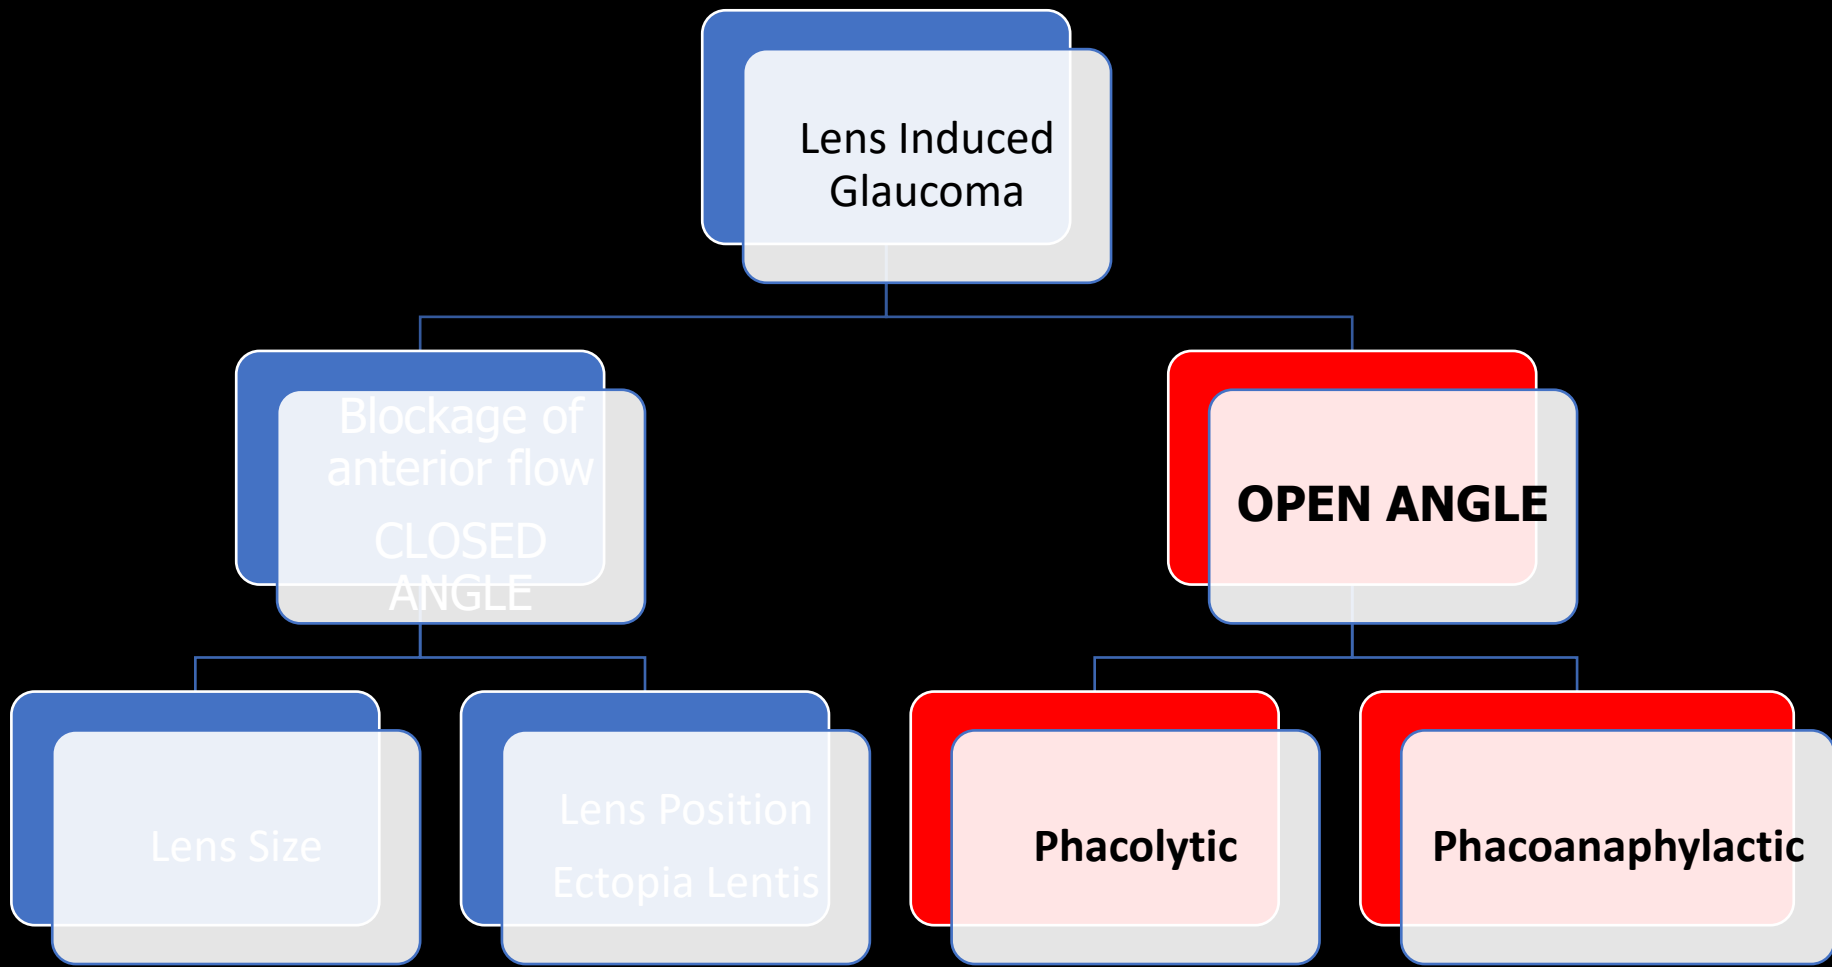 Lens Induced
Glaucoma
Blockage of
anterior flow
CLOSED
ANGLE
OPEN ANGLE
Lens Size
Lens Position
Ectopia Lentis
Phacolytic
Phacoanaphylactic